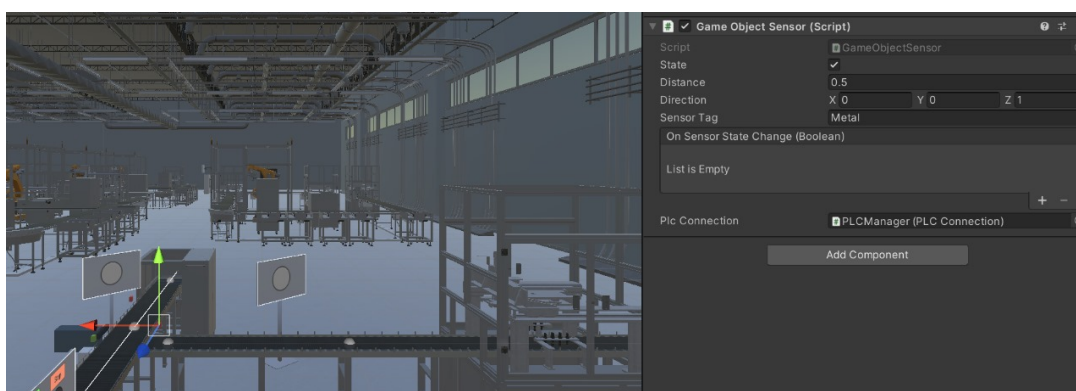 Game Object Sensor (Script)
Script GameObjectSensor
State
Distance 0.5
Direction X 0 Y 0 Z 1
Sensor Tag Metal
On Sensor State Change (Boolean)
List is Empty
+ −
Plc Connection PLCManager (PLC Connection)
Add Component